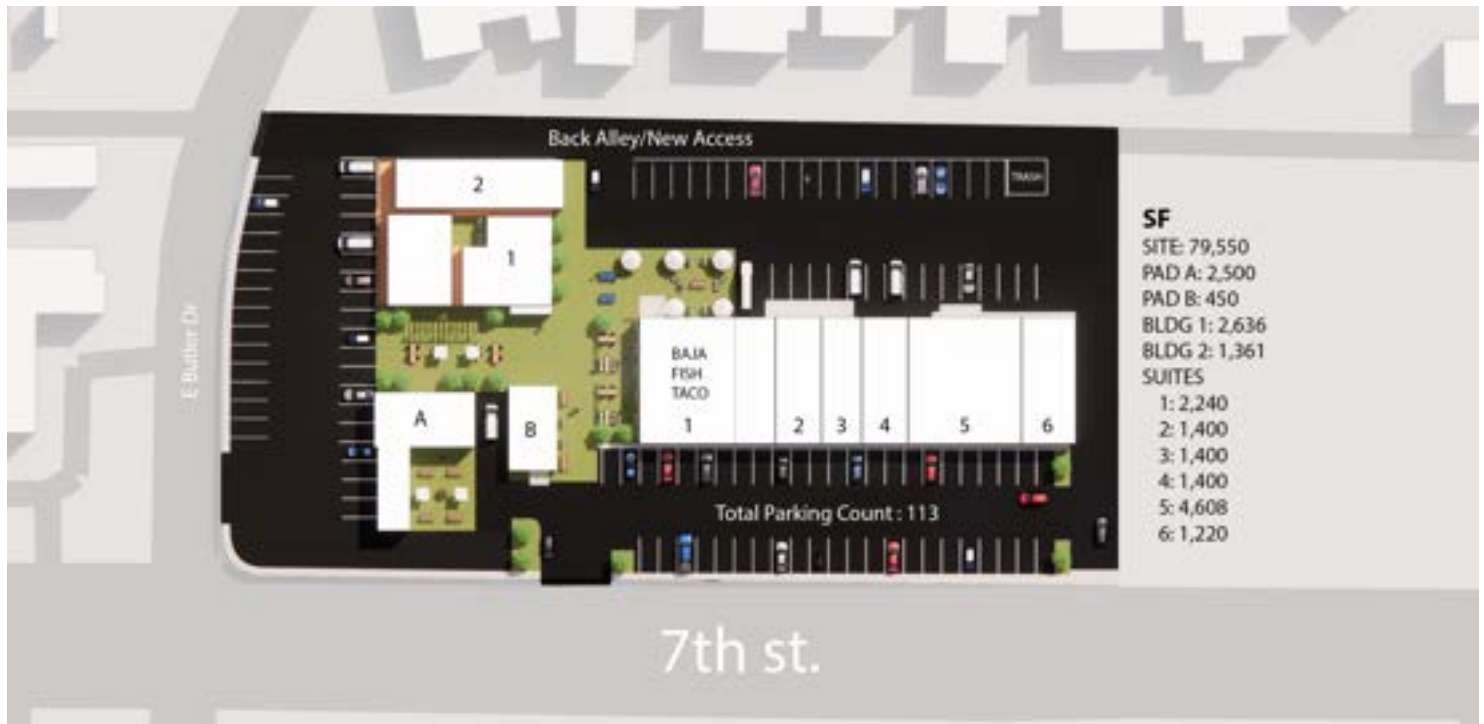 Back Alley/New Access
2
TRASH
1
E Butler Dr
BAJA
FISH
TACO
A
B
1
2
3
4
5
6
Total Parking Count : 113
7th st.
SF
SITE: 79,550
PAD A: 2,500
PAD B: 450
BLDG 1: 2,636
BLDG 2: 1,361
SUITES
1: 2,240
2: 1,400
3: 1,400
4: 1,400
5: 4,608
6: 1,220